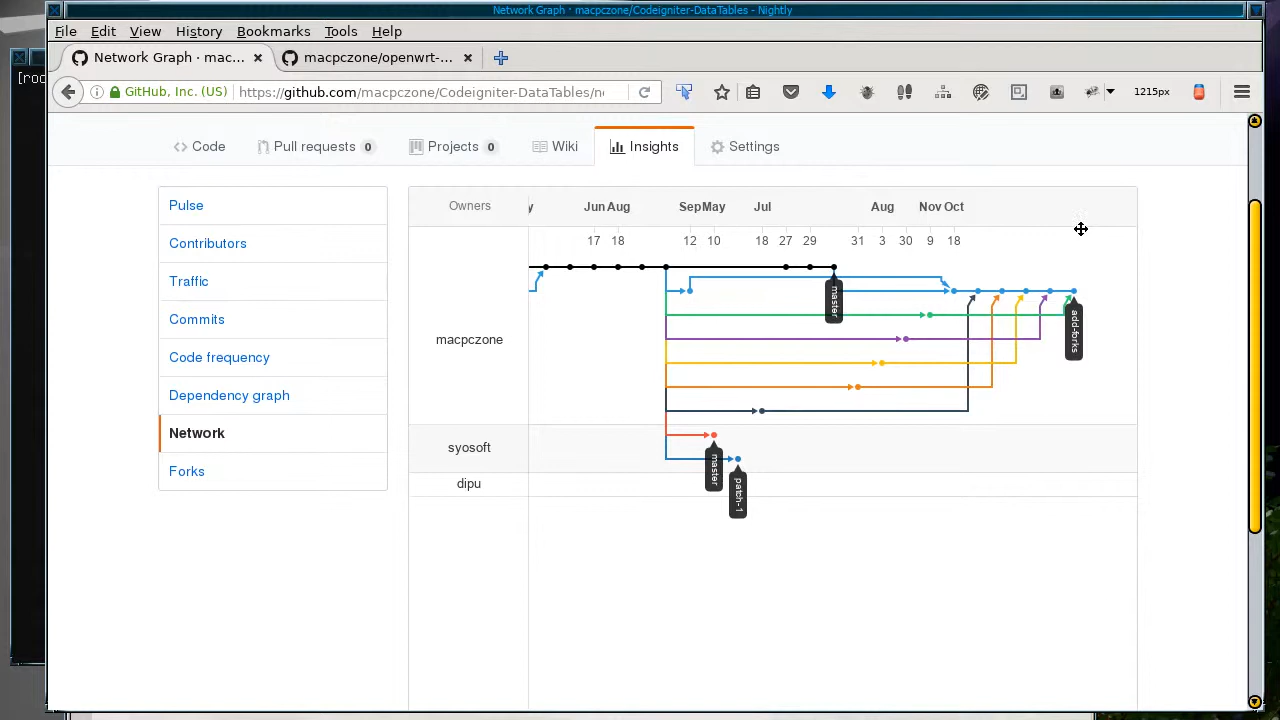 Network Graph · macpczone/Codeigniter-DataTables - Nightly
File Edit View History Bookmarks Tools Help
Network Graph · mac... macpczone/openwrt-...
GitHub, Inc. (US) https://github.com/macpczone/Codeigniter-DataTables/ne 1215px
[roo
Code Pull requests 0 Projects 0 Wiki Insights Settings
Pulse
Contributors
Traffic
Commits
Code frequency
Dependency graph
Network
Forks
Owners y Jun Aug Sep May Jul Aug Nov Oct
17 18 12 10 18 27 29 31 3 30 9 18
macpczone
master
add-forks
syosoft
master
patch-1
dipu